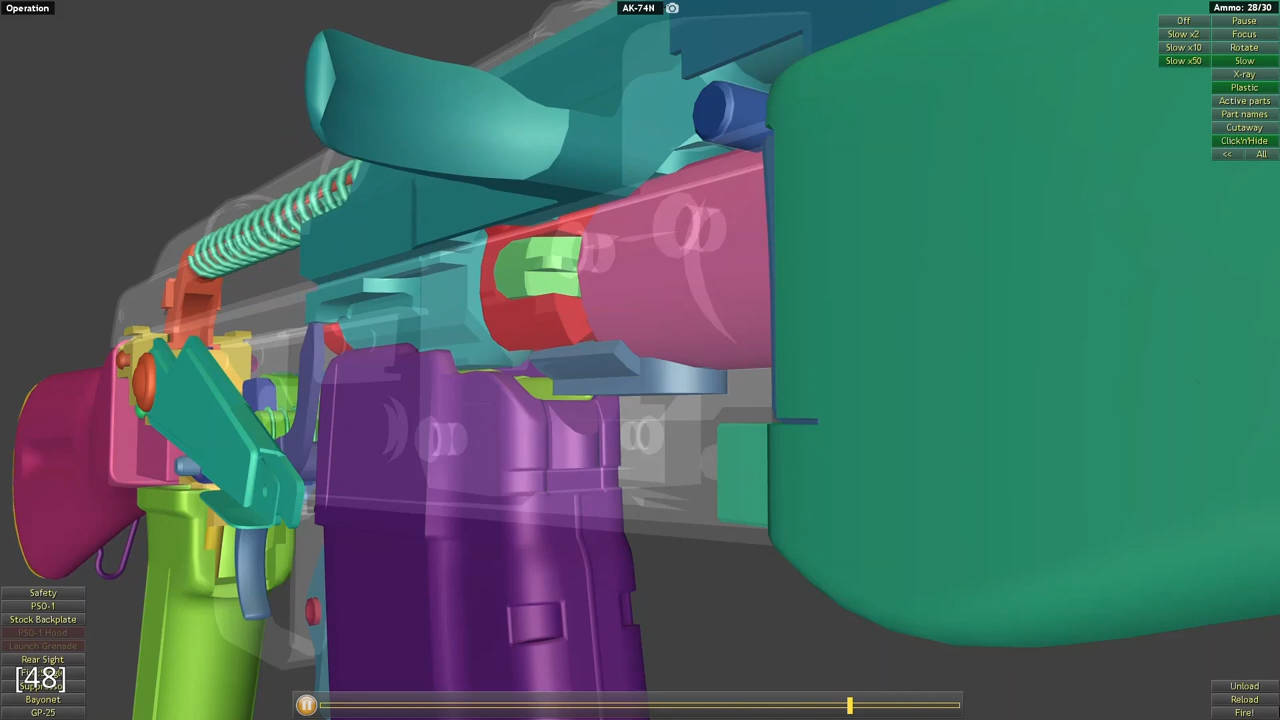 Operation
AK-74N
Ammo: 28/30
Off
Pause
Slow x2
Focus
Slow x10
Rotate
Slow x50
Slow
X-ray
Plastic
Active parts
Part names
Cutaway
Click'n'Hide
<< All
Safety
PSO-1
Stock Backplate
PSO-1 Hood
Launch Grenade
Rear Sight
[48]
Bayonet
GP-25
Unload
Reload
Fire!